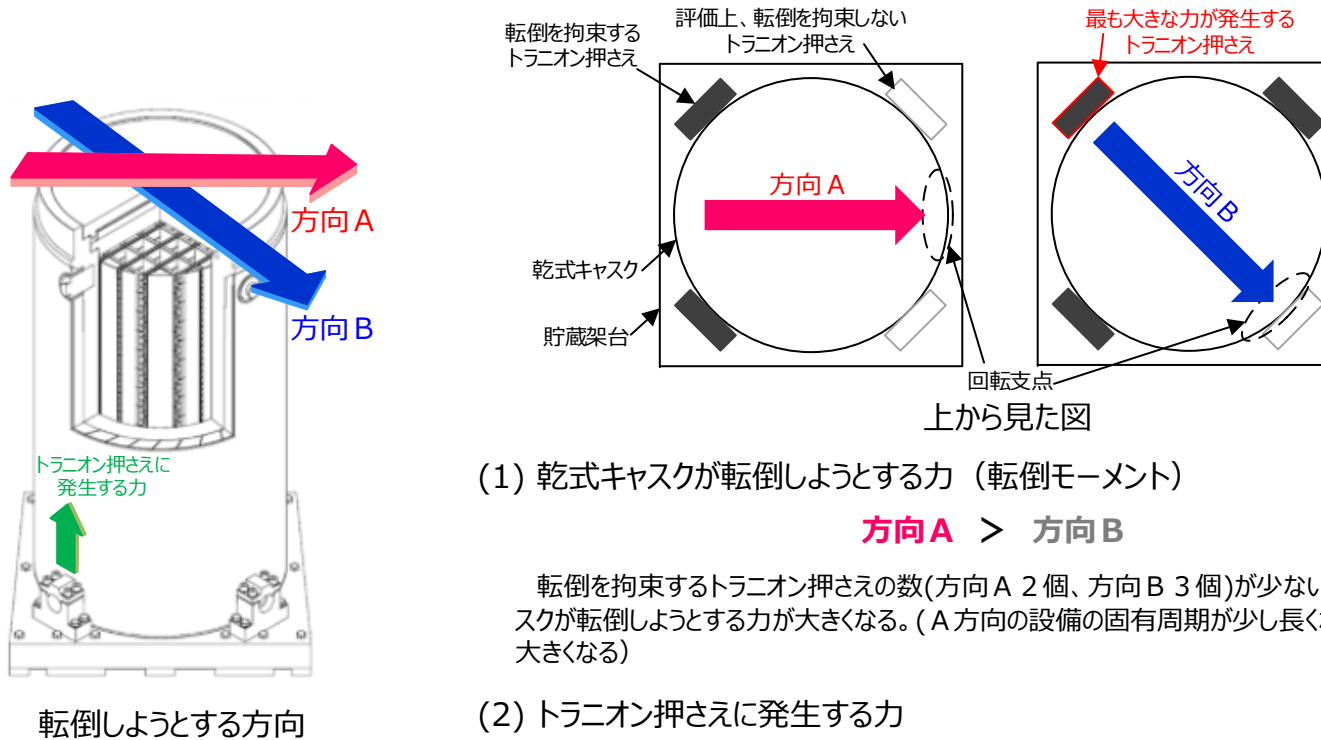 転倒を拘束する
トラニオン押さえ
評価上、転倒を拘束しない
トラニオン押さえ
最も大きな力が発生する
トラニオン押さえ
方向A
方向B
方向A
方向B
乾式キャスク
貯蔵架台
回転支点
上から見た図
トラニオン押さえに
発生する力
転倒しようとする方向
(1) 乾式キャスクが転倒しようとする力（転倒モーメント）
方向A ＞ 方向B
転倒を拘束するトラニオン押さえの数(方向A 2個、方向B 3個)が少ない
スクが転倒しようとする力が大きくなる。(A方向の設備の固有周期が少し長く
大きくなる）
(2) トラニオン押さえに発生する力